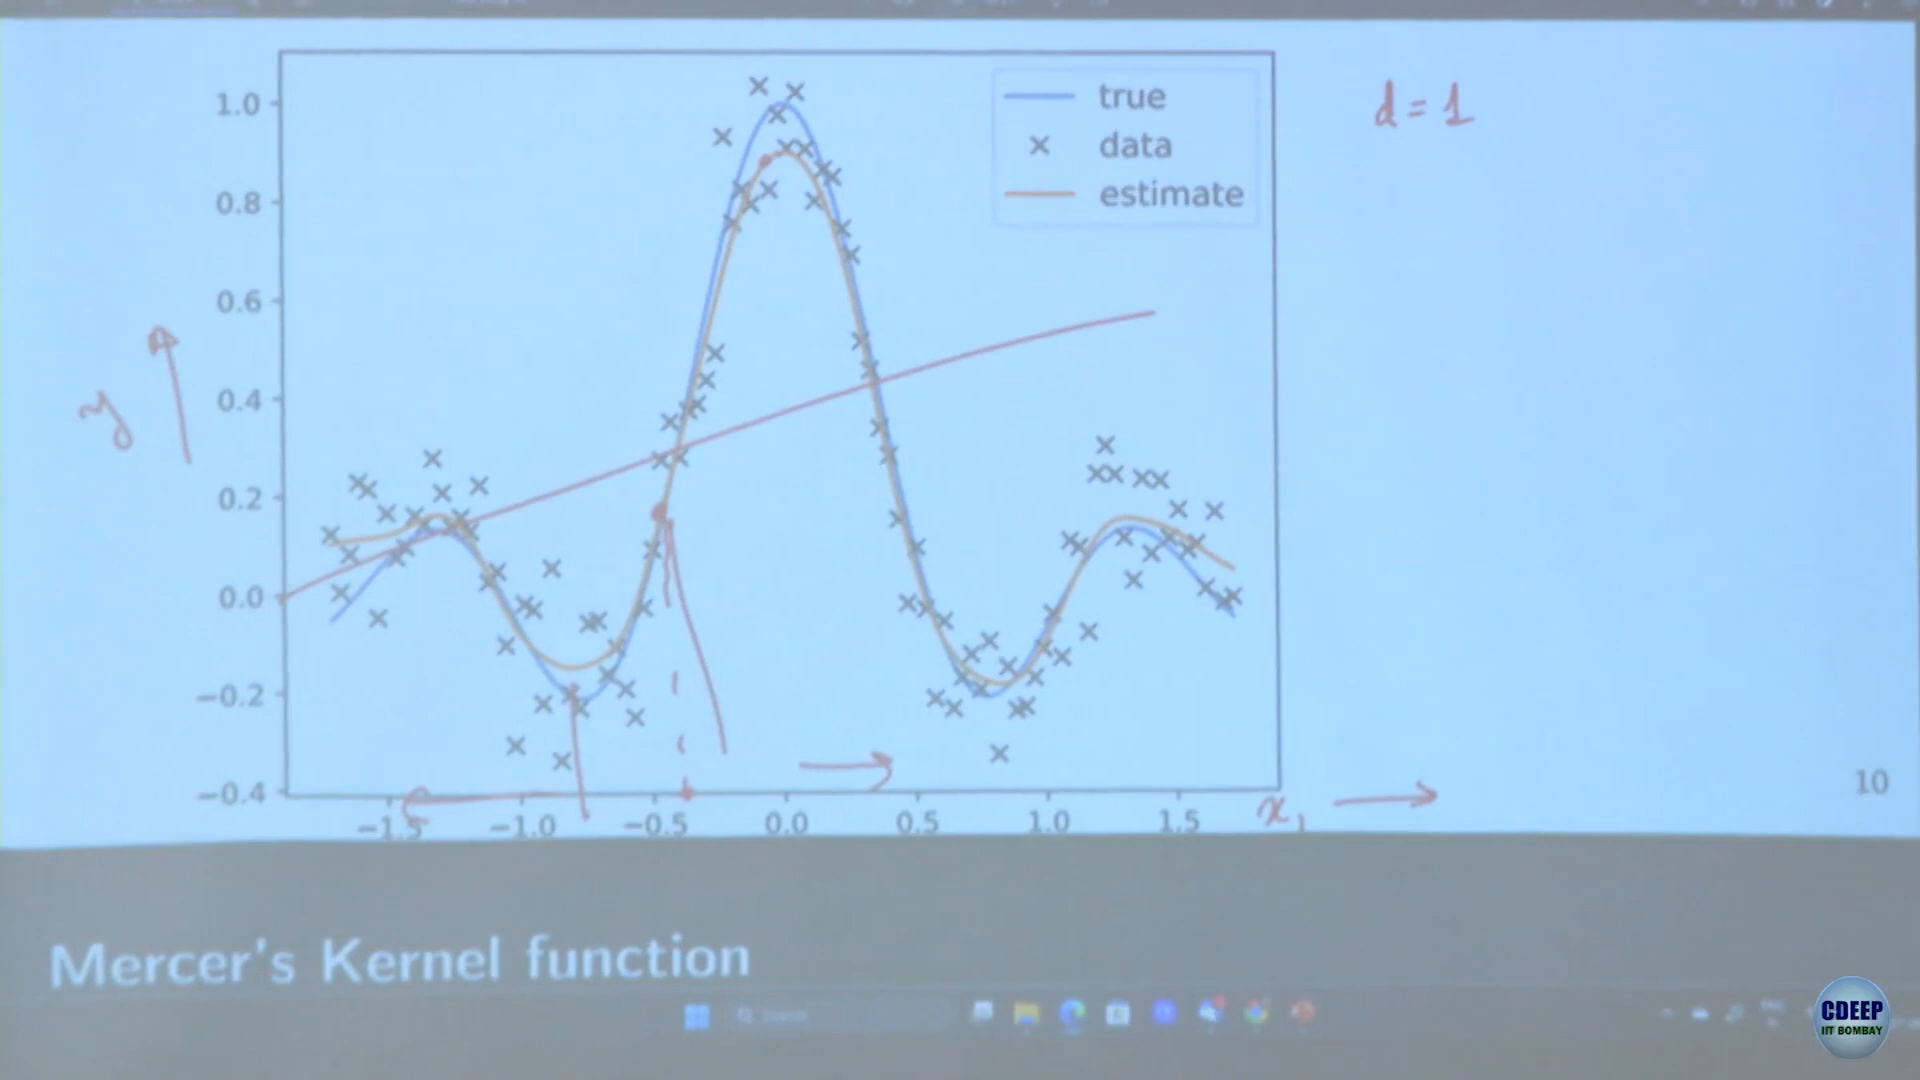 true
data
estimate
d = 1
1.0
0.8
0.6
0.4
0.2
0.0
−0.2
−0.4
y
−1.5
−1.0
−0.5
0.0
0.5
1.0
1.5
x1
10
Mercer's Kernel function
CDEEP
IIT BOMBAY